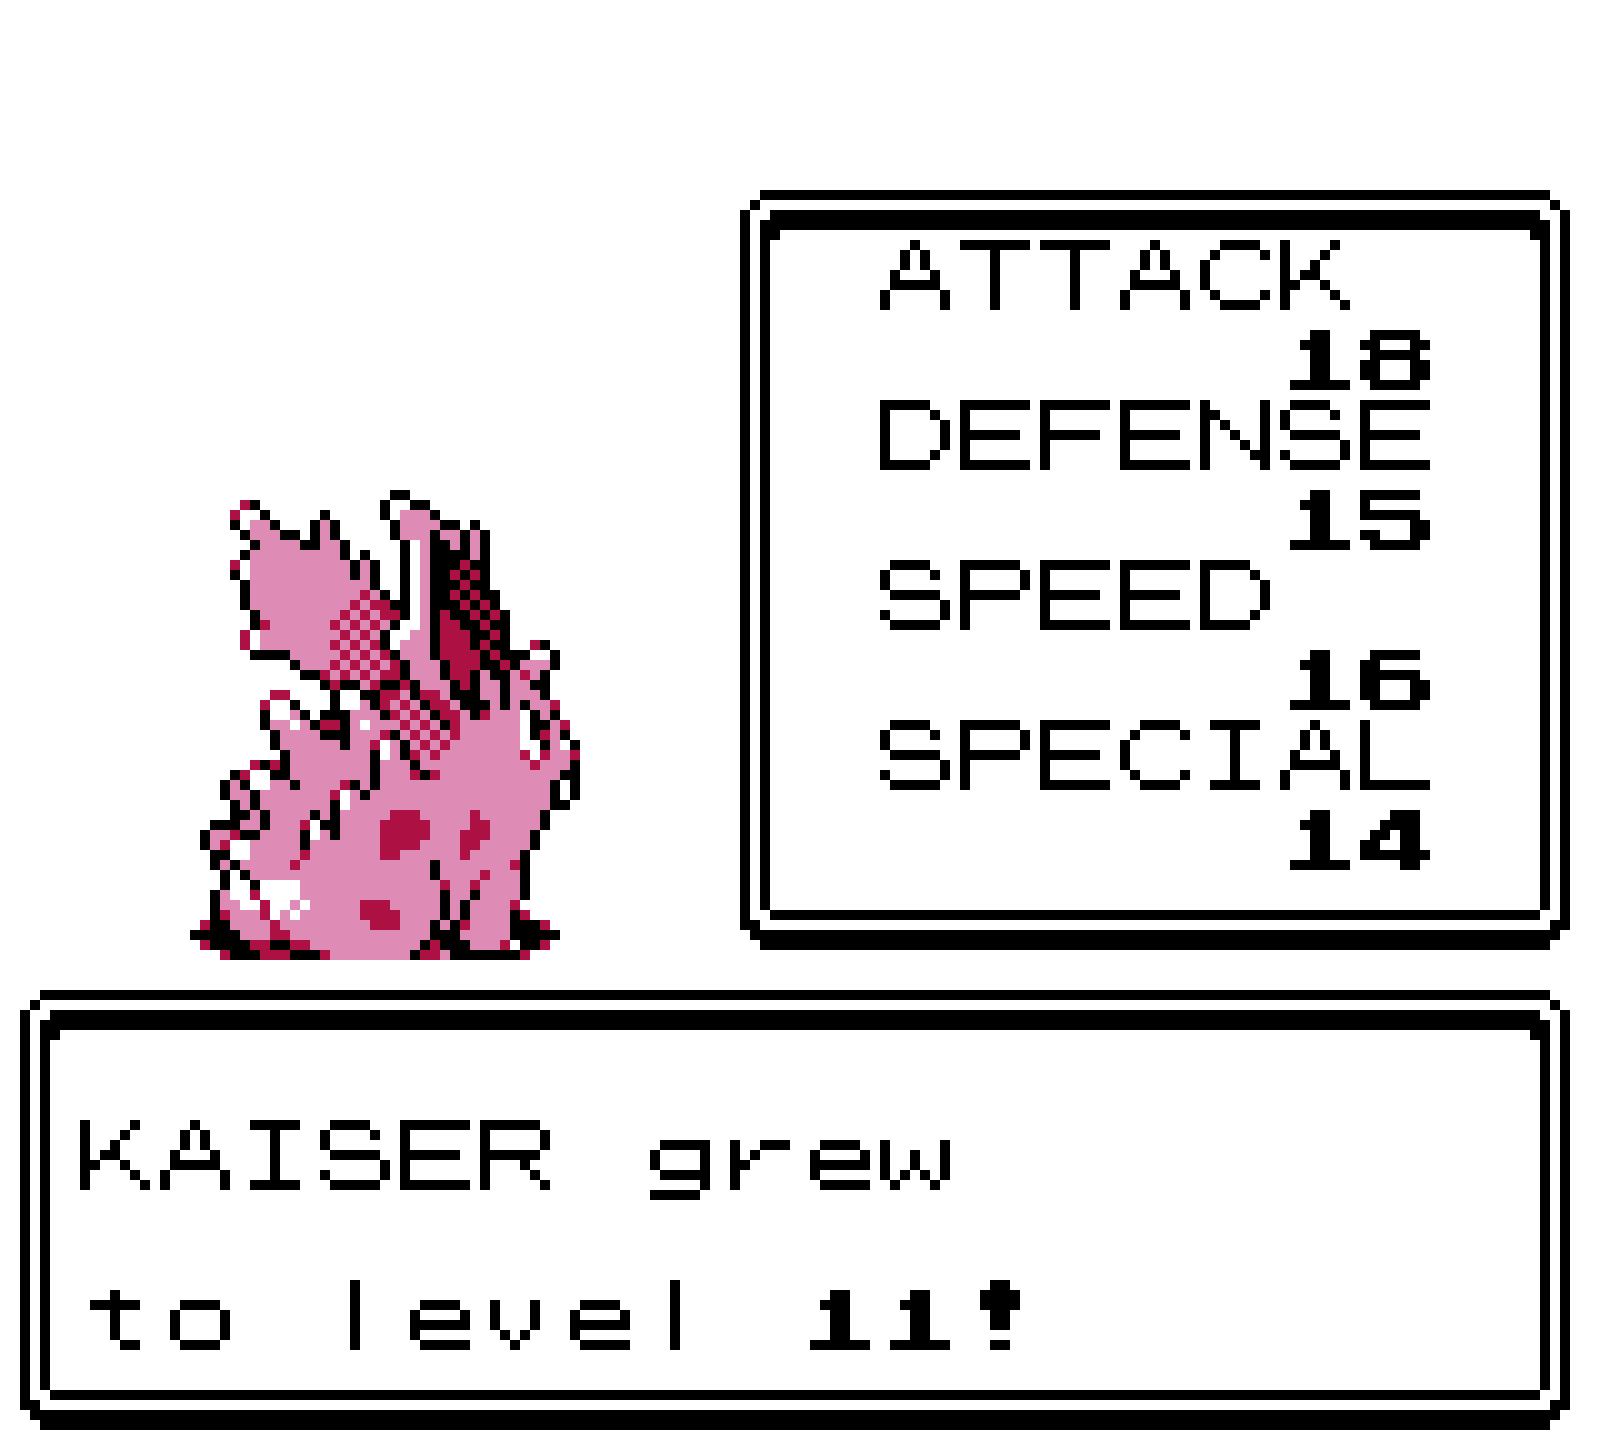 ATTACK
18
DEFENSE
15
SPEED
16
SPECIAL
14
KAISER grew
to level 11!